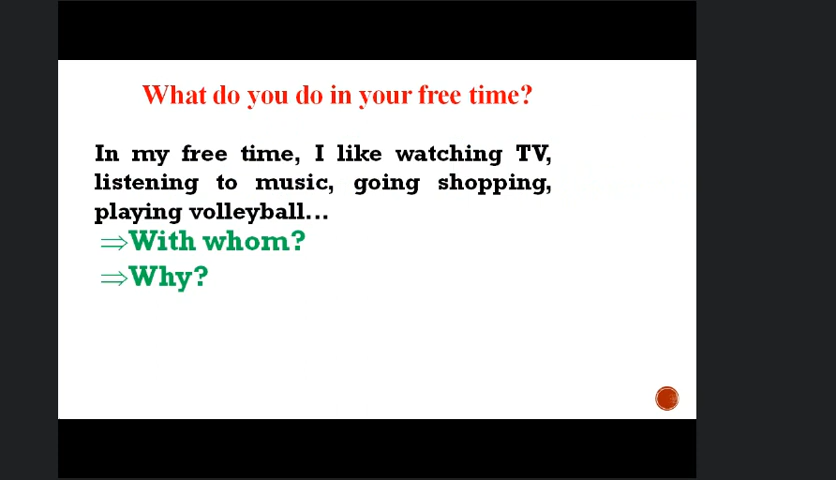 What do you do in your free time?
In my free time, I like watching TV,
listening to music, going shopping,
playing volleyball...
⇒With whom?
⇒Why?